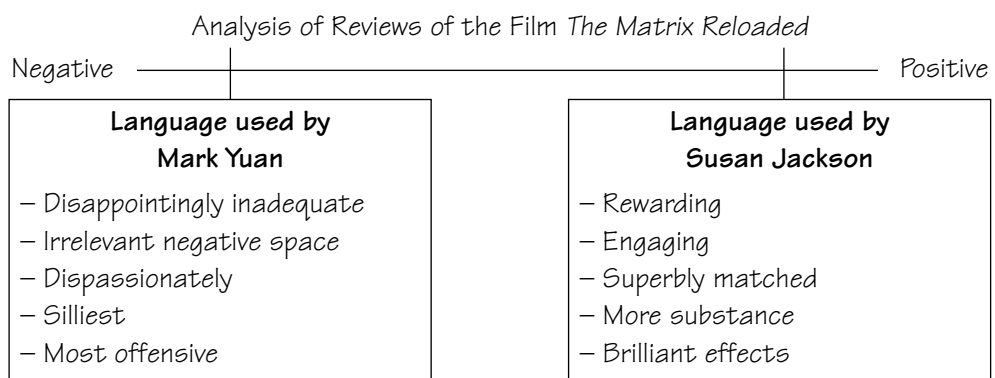 Analysis of Reviews of the Film The Matrix Reloaded
Negative
Positive
Language used by
Mark Yuan
– Disappointingly inadequate
– Irrelevant negative space
– Dispassionately
– Silliest
– Most offensive
Language used by
Susan Jackson
– Rewarding
– Engaging
– Superbly matched
– More substance
– Brilliant effects